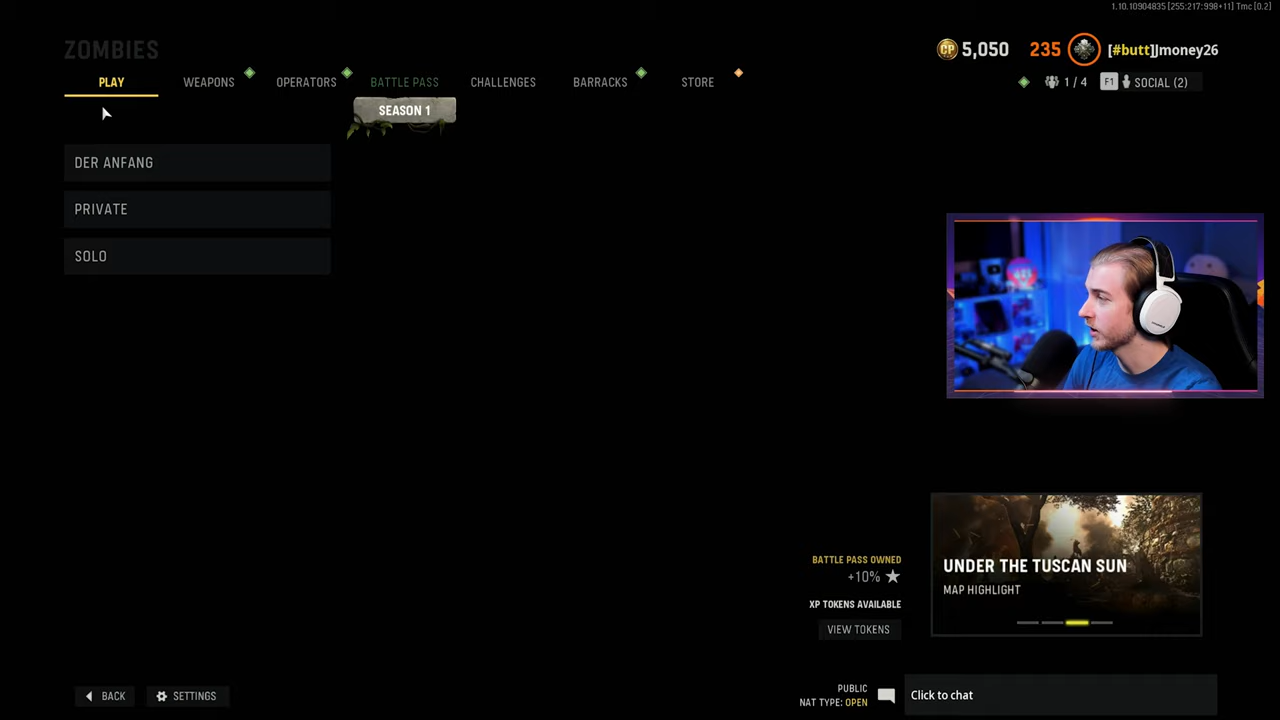 1.10.10904835 [255:217:998+11] Tmc [0.2]
ZOMBIES
5,050 235 [#butt]Jmoney26
PLAY WEAPONS OPERATORS BATTLE PASS CHALLENGES BARRACKS STORE
1 / 4 F1 SOCIAL (2)
SEASON 1
DER ANFANG
PRIVATE
SOLO
BATTLE PASS OWNED
+10%
XP TOKENS AVAILABLE
VIEW TOKENS
UNDER THE TUSCAN SUN
MAP HIGHLIGHT
BACK SETTINGS
PUBLIC
NAT TYPE: OPEN
Click to chat
CP